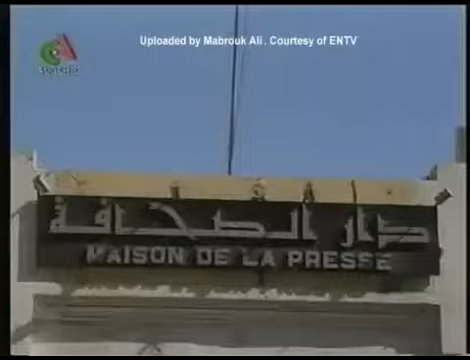 Uploaded by Mabrouk Ali. Courtesy of ENTV
دار الصحافة
MAISON DE LA PRESSE